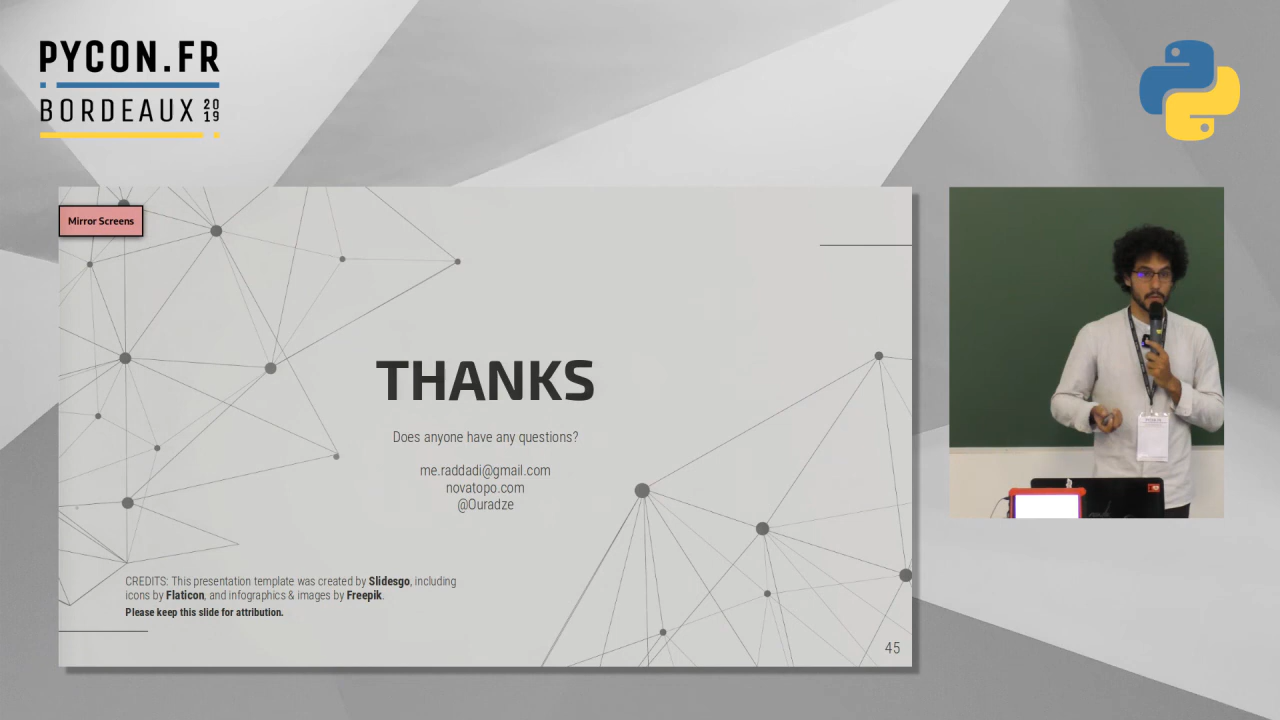 PYCON.FR
BORDEAUX 20 19
Mirror Screens
THANKS
Does anyone have any questions?
me.raddadi@gmail.com
novatopo.com
@Ouradze
CREDITS: This presentation template was created by Slidesgo, including
icons by Flaticon, and infographics & images by Freepik.
Please keep this slide for attribution.
45